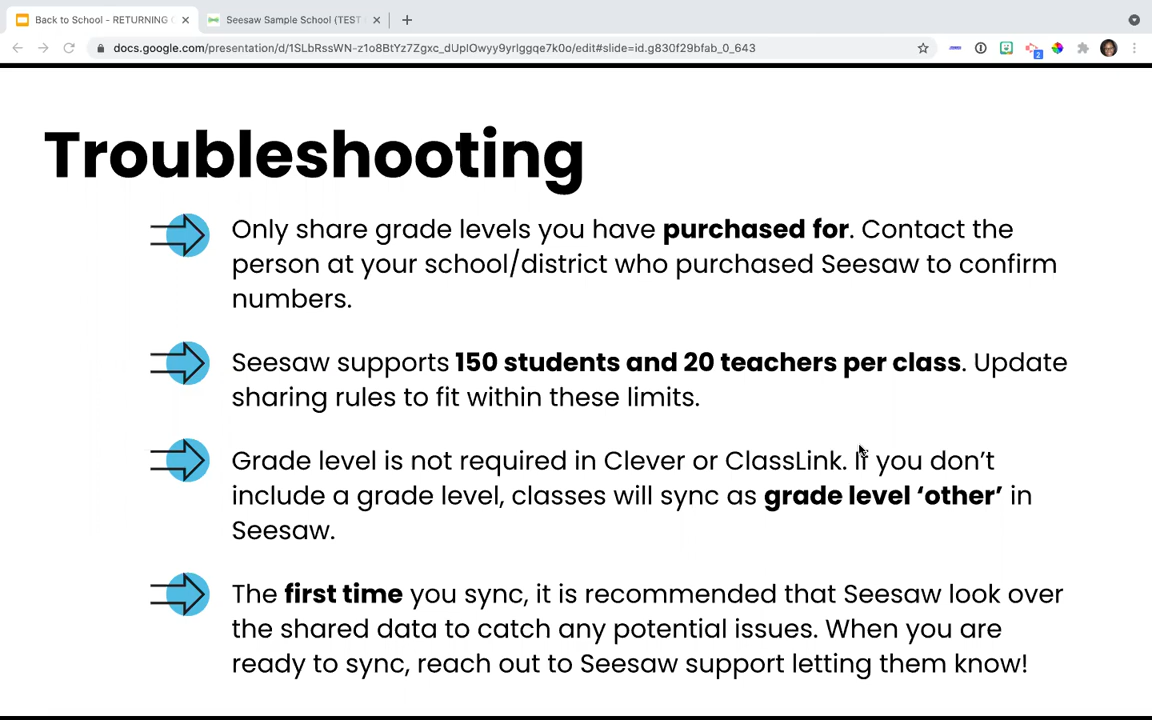 Back to School - RETURNING
Seesaw Sample School (TEST
docs.google.com/presentation/d/1SLbRssWN-z1o8BtYz7Zgxc_dUplOwyy9yrlggqe7k0o/edit#slide=id.g830f29bfab_0_643
2
Troubleshooting
Only share grade levels you have purchased for. Contact the
person at your school/district who purchased Seesaw to confirm
numbers.
Seesaw supports 150 students and 20 teachers per class. Update
sharing rules to fit within these limits.
Grade level is not required in Clever or ClassLink. If you don’t
include a grade level, classes will sync as grade level ‘other’ in
Seesaw.
The first time you sync, it is recommended that Seesaw look over
the shared data to catch any potential issues. When you are
ready to sync, reach out to Seesaw support letting them know!